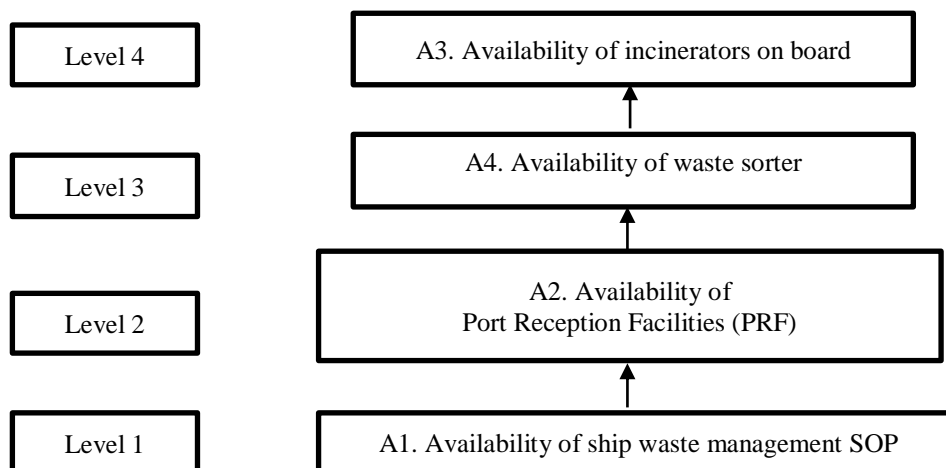 Level 4
A3. Availability of incinerators on board
Level 3
A4. Availability of waste sorter
Level 2
A2. Availability of
Port Reception Facilities (PRF)
Level 1
A1. Availability of ship waste management SOP